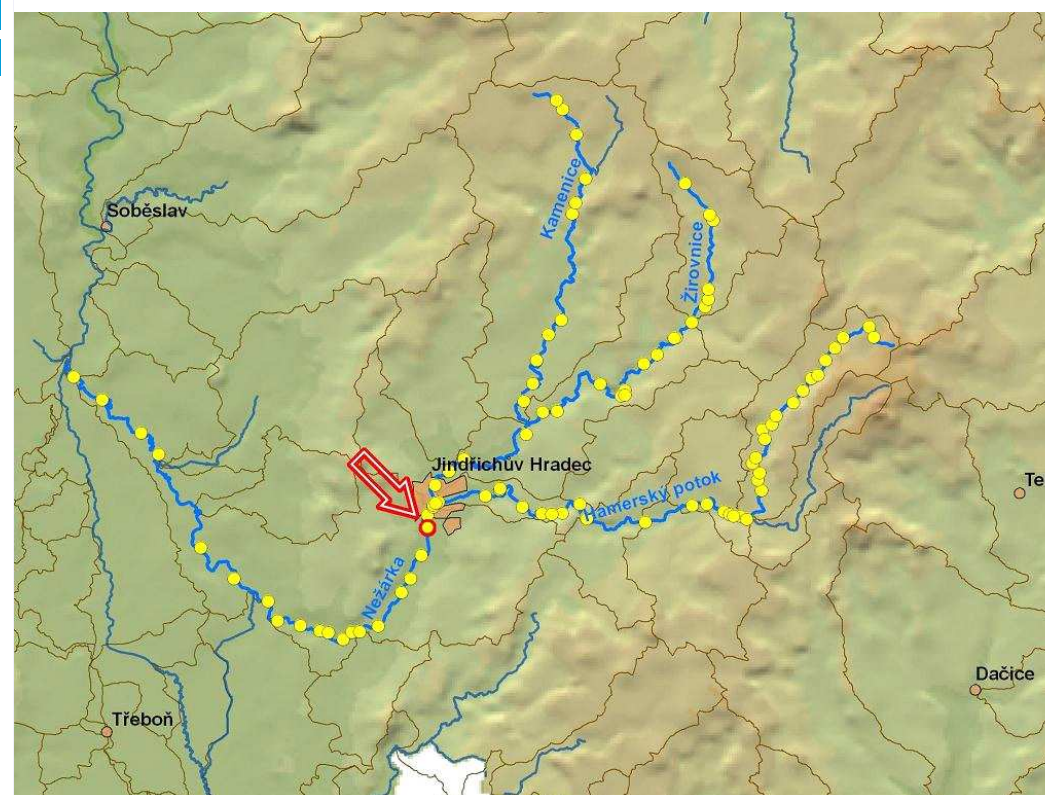 Kamenice
Soběslav
Žirovnice
Jindřichův Hradec
Te
Hamerský potok
Nežárka
Dačice
Třeboň